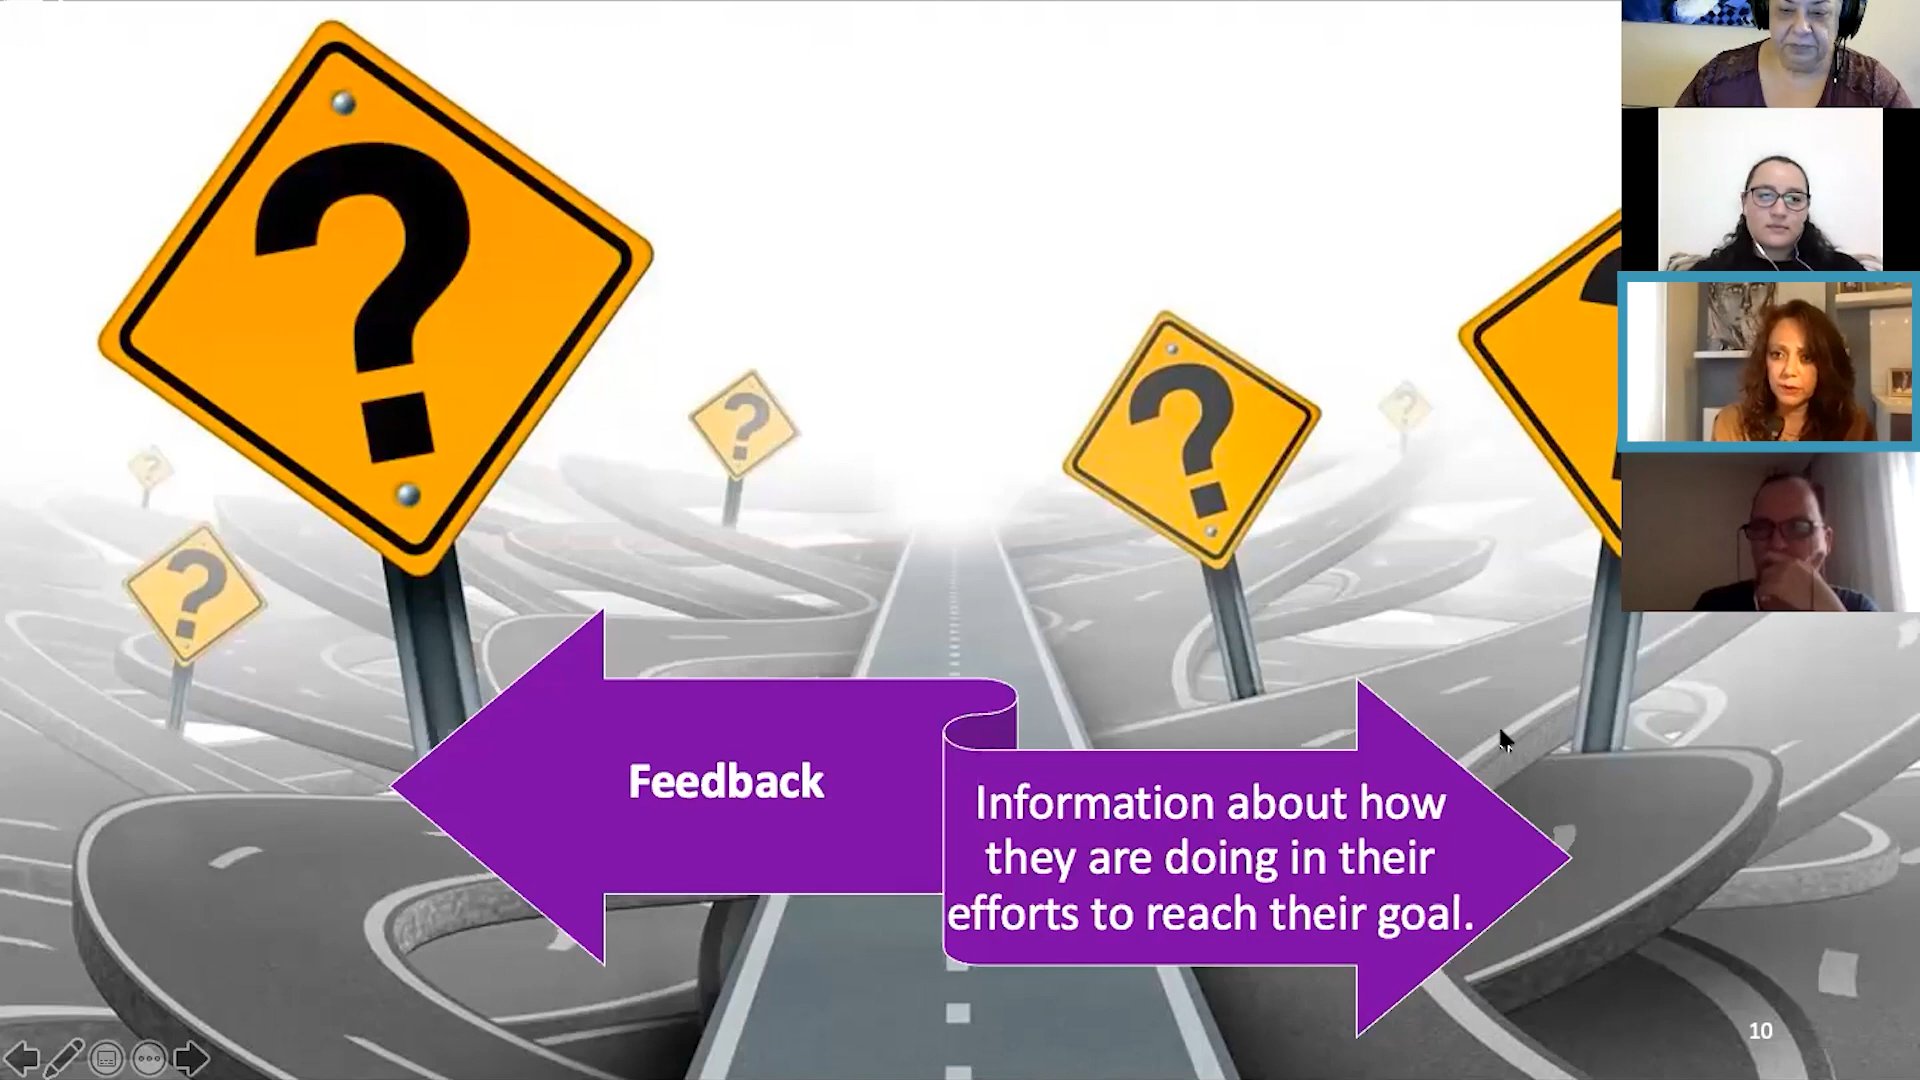 ?
?
?
?
?
?
Feedback
Information about how
they are doing in their
efforts to reach their goal.
10